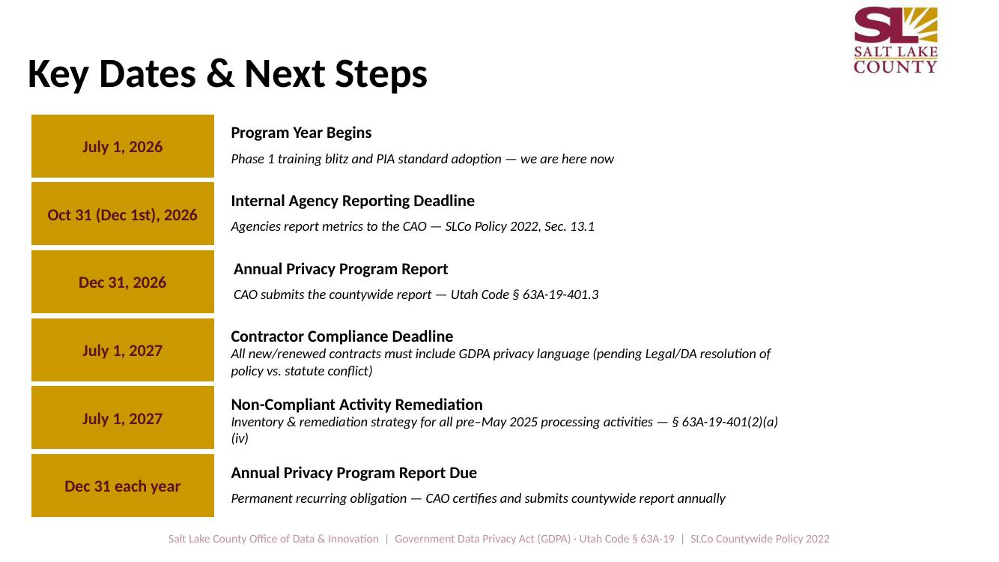 SL
SALT LAKE
COUNTY
Key Dates & Next Steps
July 1, 2026
Program Year Begins
Phase 1 training blitz and PIA standard adoption — we are here now
Oct 31 (Dec 1st), 2026
Internal Agency Reporting Deadline
Agencies report metrics to the CAO — SLCo Policy 2022, Sec. 13.1
Dec 31, 2026
Annual Privacy Program Report
CAO submits the countywide report — Utah Code § 63A-19-401.3
July 1, 2027
Contractor Compliance Deadline
All new/renewed contracts must include GDPA privacy language (pending Legal/DA resolution of
policy vs. statute conflict)
July 1, 2027
Non-Compliant Activity Remediation
Inventory & remediation strategy for all pre–May 2025 processing activities — § 63A-19-401(2)(a)
(iv)
Dec 31 each year
Annual Privacy Program Report Due
Permanent recurring obligation — CAO certifies and submits countywide report annually
Salt Lake County Office of Data & Innovation | Government Data Privacy Act (GDPA) · Utah Code § 63A-19 | SLCo Countywide Policy 2022